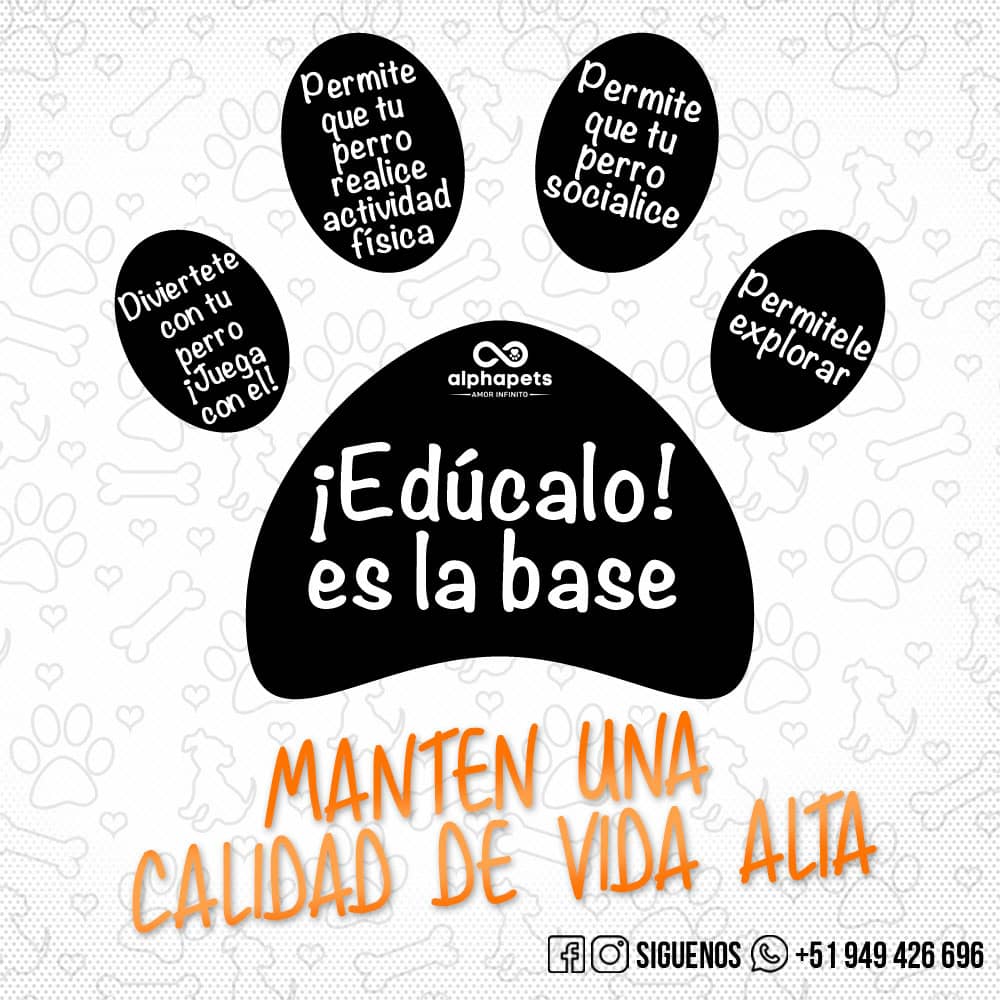 Permite
que tu
perro
realice
actividad
física
Permite
que tu
perro
socialice
Diviertete
con tu
perro
¡Juega
con el!
Permitele
explorar
alphapets
AMOR INFINITO
¡Edúcalo!
es la base
MANTEN UNA
CALIDAD DE VIDA ALTA
SIGUENOS +51 949 426 696